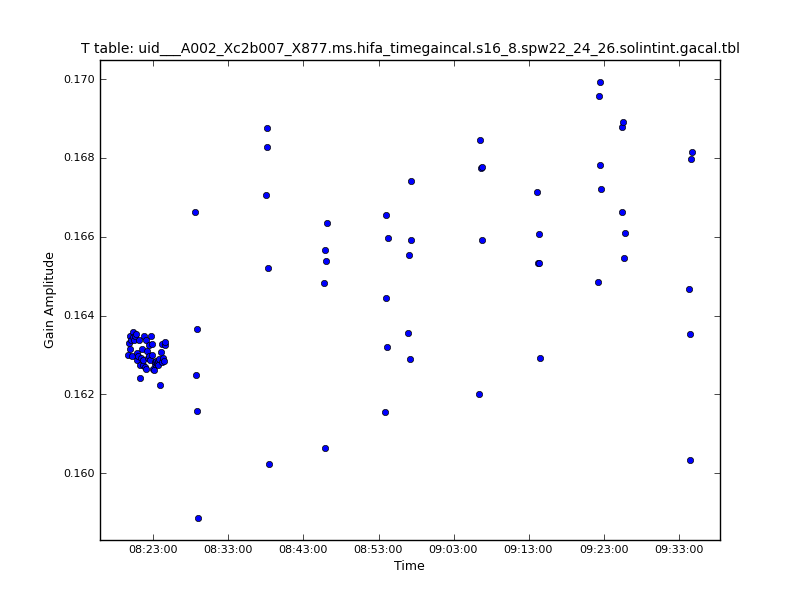 T table: uid___A002_Xc2b007_X877.ms.hifa_timegaincal.s16_8.spw22_24_26.solintint.gacal.tbl
0.170
0.168
0.166
0.164
0.162
0.160
Gain Amplitude
08:23:00 08:33:00 08:43:00 08:53:00 09:03:00 09:13:00 09:23:00 09:33:00
Time